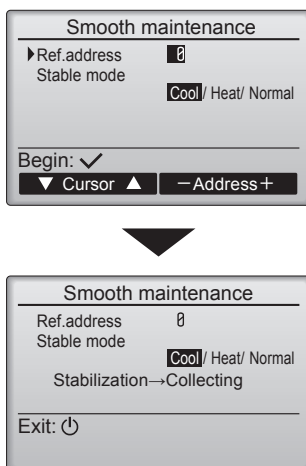 Smooth maintenance
Ref.address 0
Stable mode
Cool / Heat/ Normal
Begin: ✓
▼ Cursor ▲ −Address+
Smooth maintenance
Ref.address 0
Stable mode
Cool / Heat/ Normal
Stabilization→Collecting
Exit: ⏻